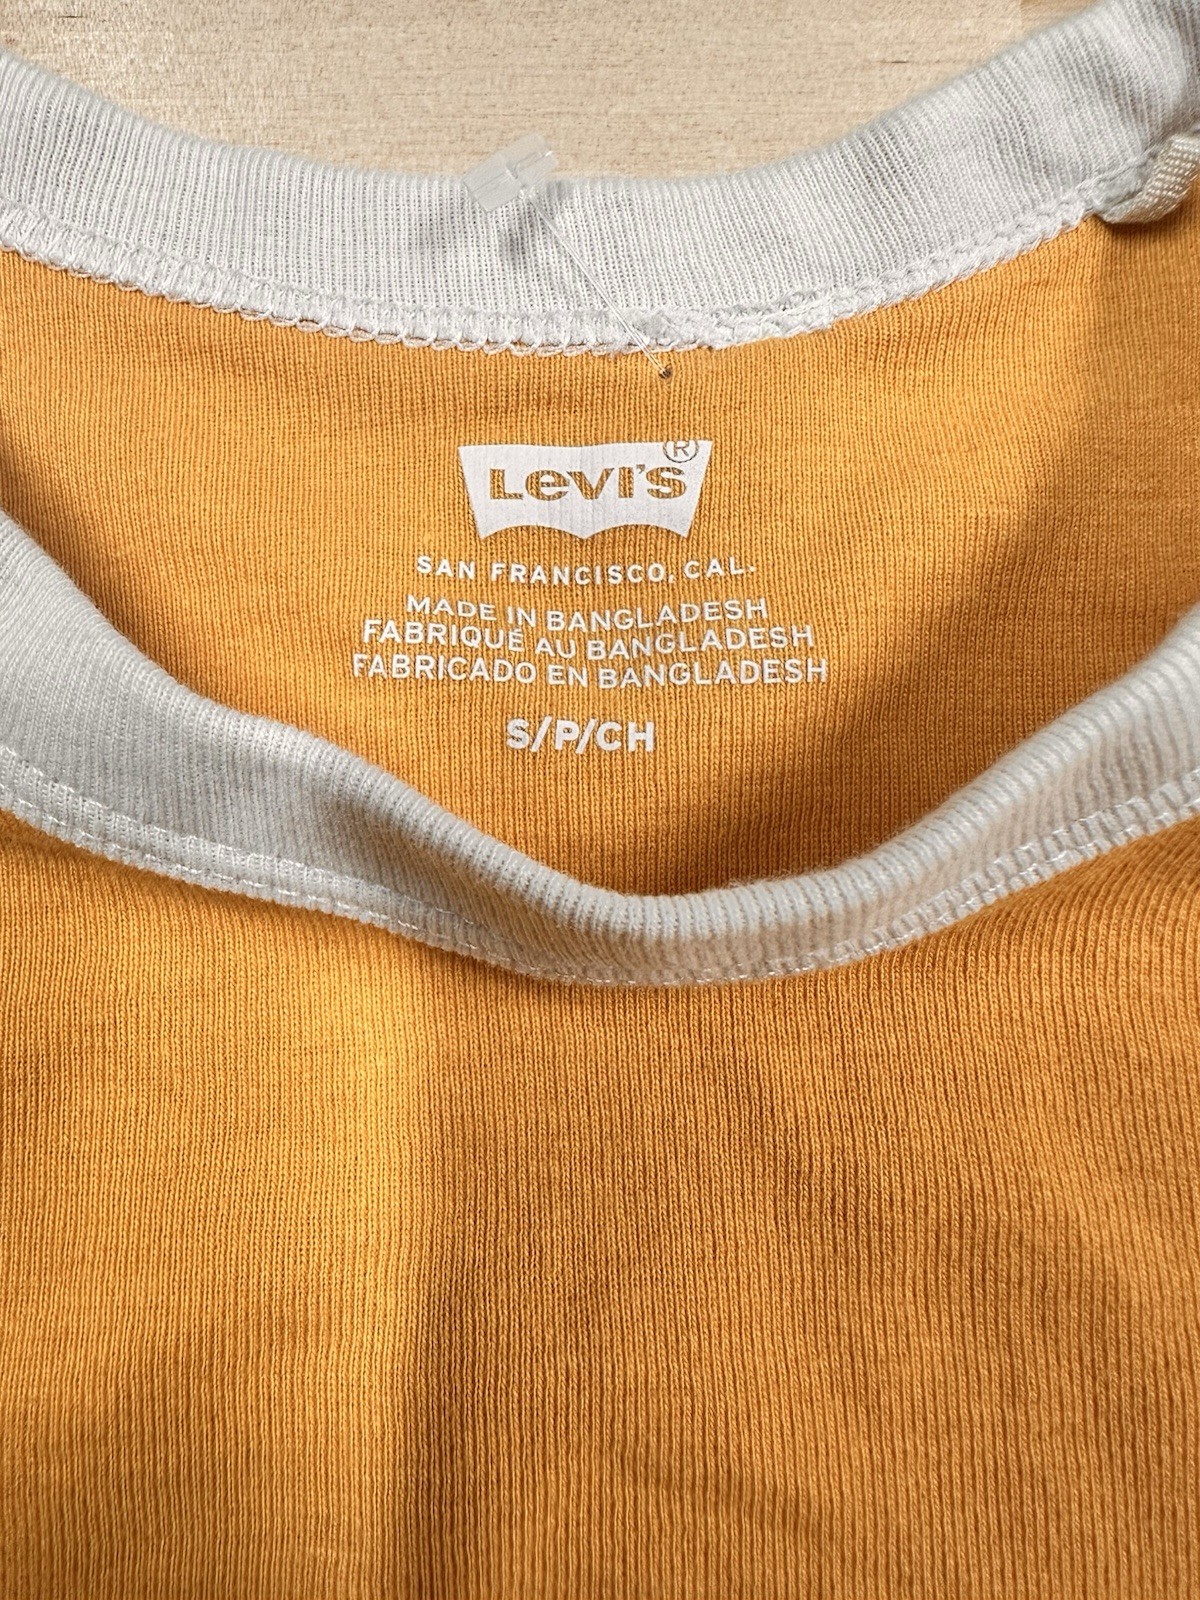 Levi's®
SAN FRANCISCO, CAL.
MADE IN BANGLADESH
FABRIQUÉ AU BANGLADESH
FABRICADO EN BANGLADESH
S/P/CH